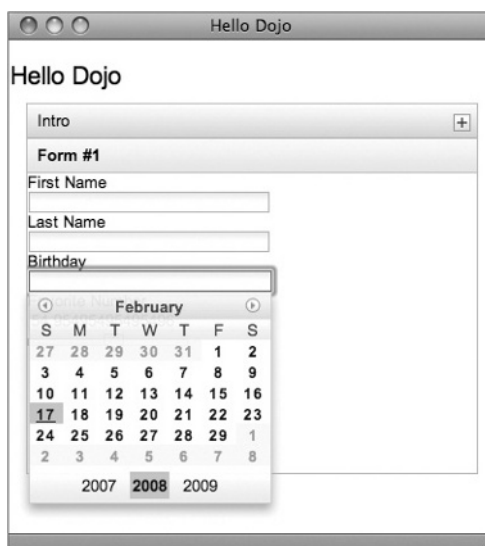 Hello Dojo
Hello Dojo
Intro
Form #1
First Name
Last Name
Birthday
February
S M T W T F S
27 28 29 30 31 1 2
3 4 5 6 7 8 9
10 11 12 13 14 15 16
17 18 19 20 21 22 23
24 25 26 27 28 29 1
2 3 4 5 6 7 8
2007 2008 2009